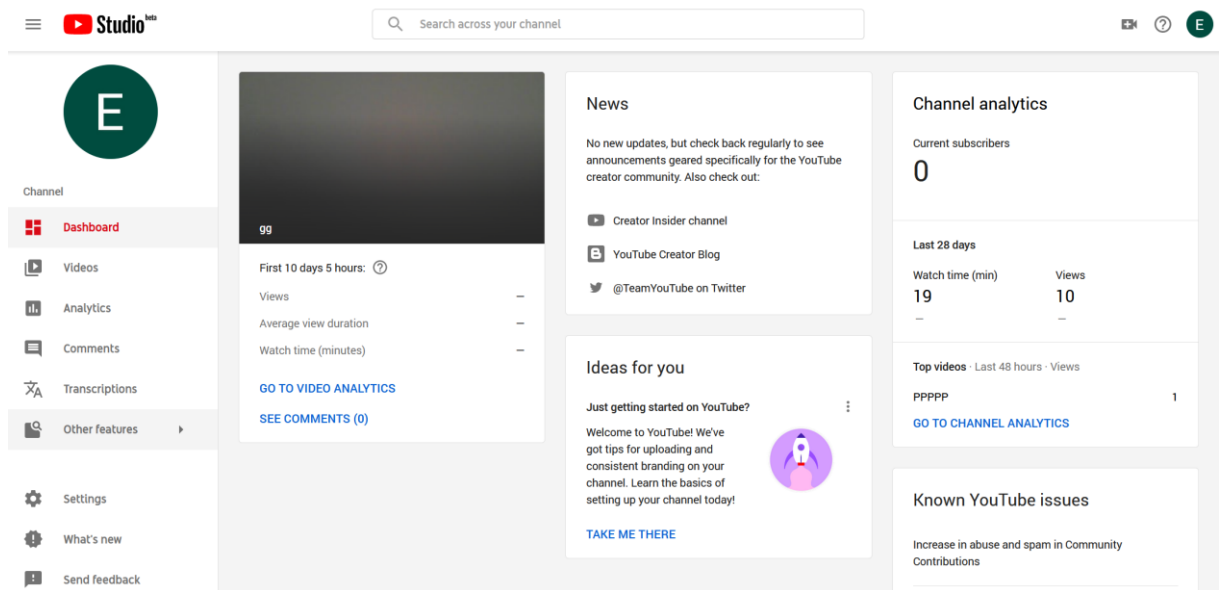 Studio beta
Search across your channel
E
E
Channel
Dashboard
Videos
Analytics
Comments
Transcriptions
Other features
Settings
What's new
Send feedback
gg
First 10 days 5 hours:
Views –
Average view duration –
Watch time (minutes) –
GO TO VIDEO ANALYTICS
SEE COMMENTS (0)
News
No new updates, but check back regularly to see
announcements geared specifically for the YouTube
creator community. Also check out:
Creator Insider channel
YouTube Creator Blog
@TeamYouTube on Twitter
Ideas for you
Just getting started on YouTube?
Welcome to YouTube! We've
got tips for uploading and
consistent branding on your
channel. Learn the basics of
setting up your channel today!
TAKE ME THERE
Channel analytics
Current subscribers
0
Last 28 days
Watch time (min) Views
19 10
– –
Top videos · Last 48 hours · Views
PPPPP 1
GO TO CHANNEL ANALYTICS
Known YouTube issues
Increase in abuse and spam in Community
Contributions